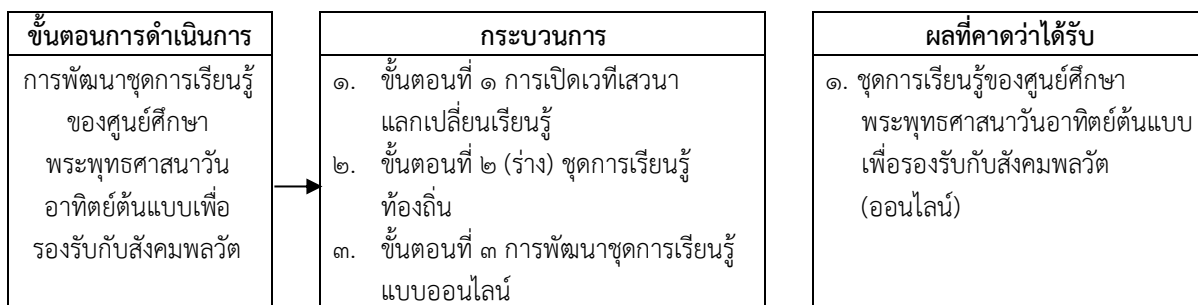 ขั้นตอนการดำเนินการ
การพัฒนาชุดการเรียนรู้
ของศูนย์ศึกษา
พระพุทธศาสนาวัน
อาทิตย์ต้นแบบเพื่อ
รองรับกับสังคมพลวัต
กระบวนการ
๑. ขั้นตอนที่ ๑ การเปิดเวทีเสวนา
แลกเปลี่ยนเรียนรู้
๒. ขั้นตอนที่ ๒ (ร่าง) ชุดการเรียนรู้
ท้องถิ่น
๓. ขั้นตอนที่ ๓ การพัฒนาชุดการเรียนรู้
แบบออนไลน์
ผลที่คาดว่าได้รับ
๑. ชุดการเรียนรู้ของศูนย์ศึกษา
พระพุทธศาสนาวันอาทิตย์ต้นแบบ
เพื่อรองรับกับสังคมพลวัต
(ออนไลน์)